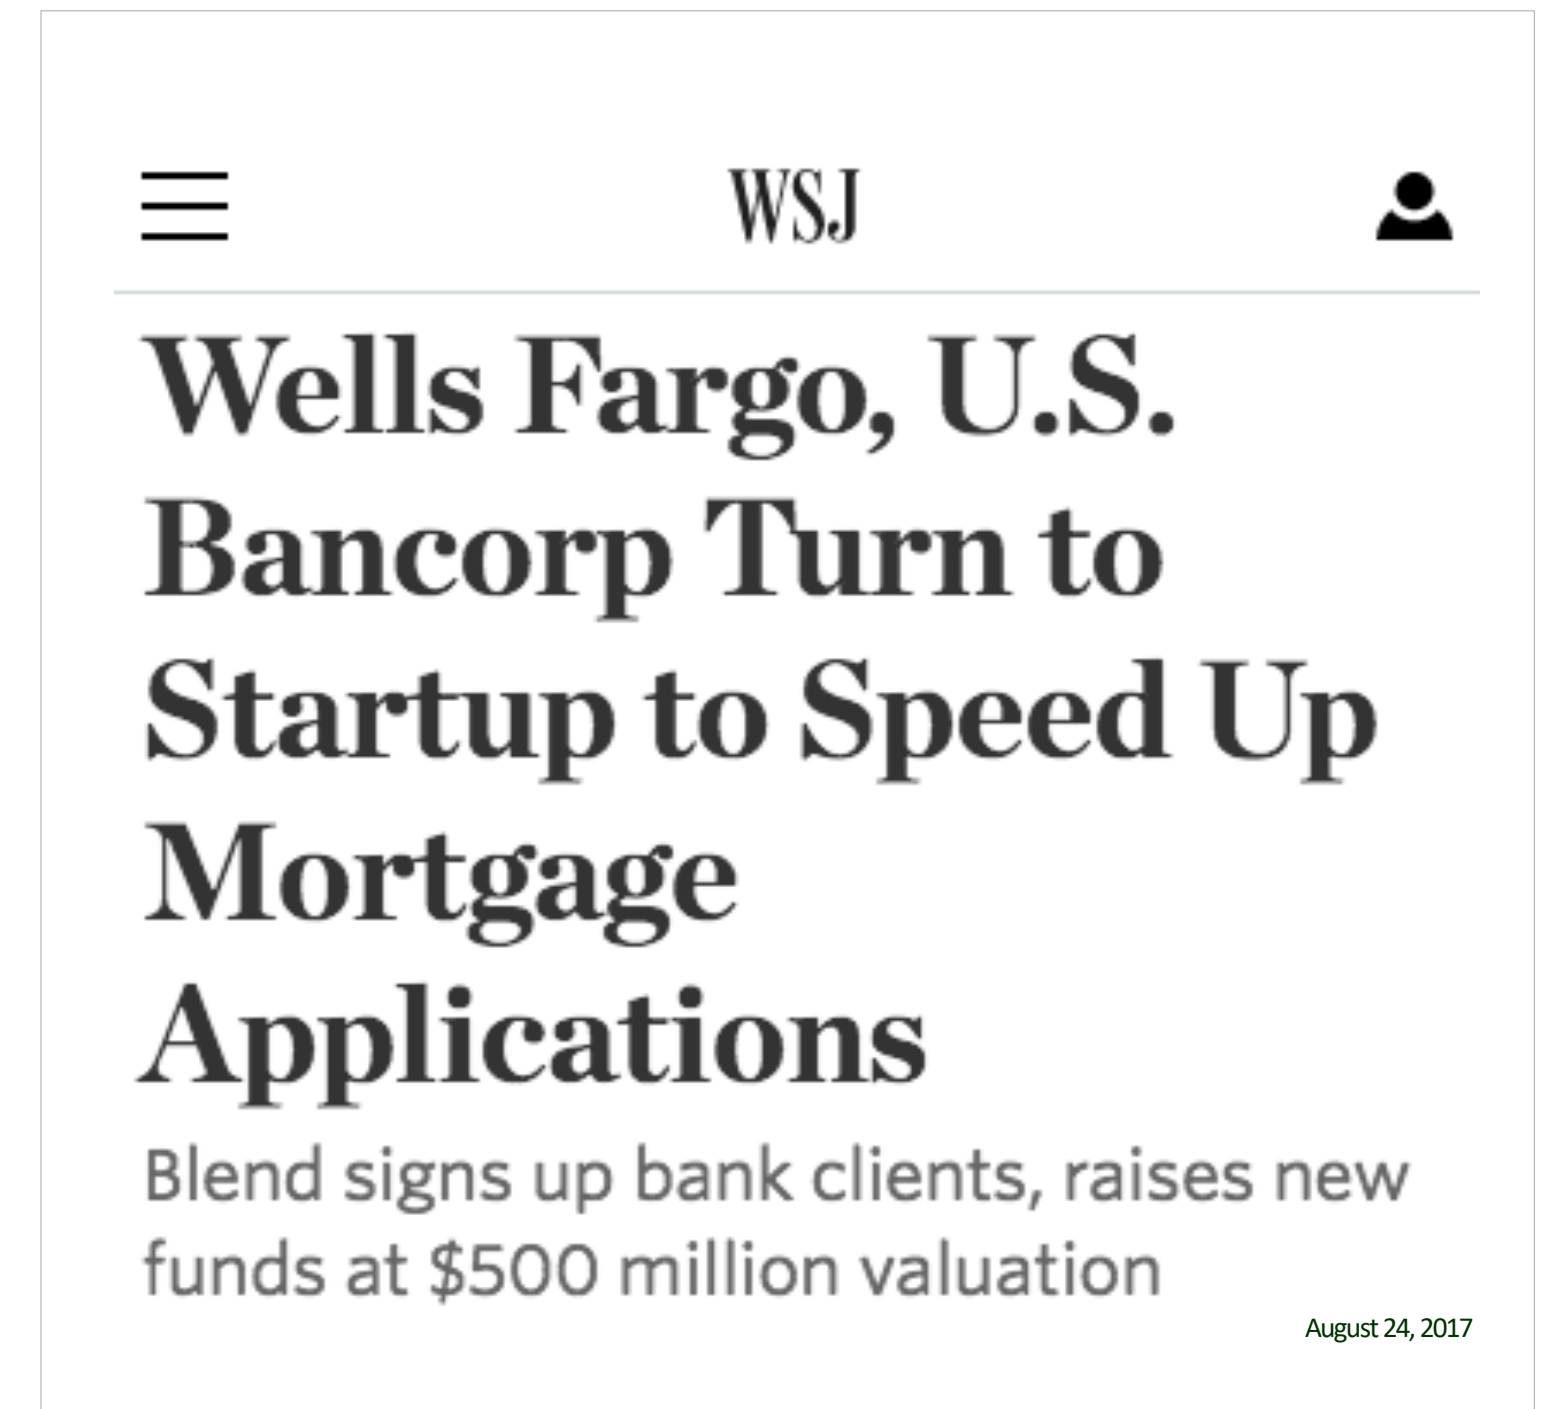 WSJ
Wells Fargo, U.S.
Bancorp Turn to
Startup to Speed Up
Mortgage
Applications
Blend signs up bank clients, raises new
funds at $500 million valuation
August 24, 2017